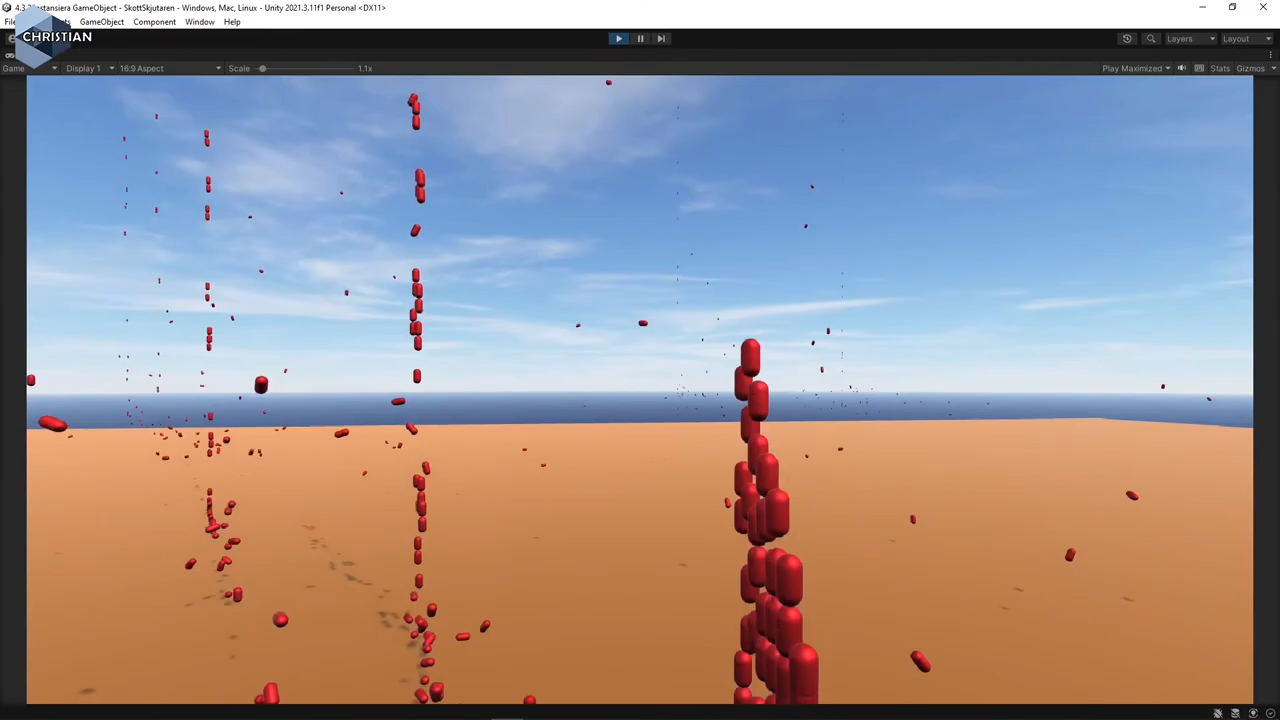 4.3.2 Instansiera GameObject - SkottSkjutaren - Windows, Mac, Linux - Unity 2021.3.11f1 Personal <DX11>
GameObject Component Window Help
CHRISTIAN
Layers Layout
Game Display 1 16:9 Aspect Scale 1.1x Play Maximized Stats Gizmos